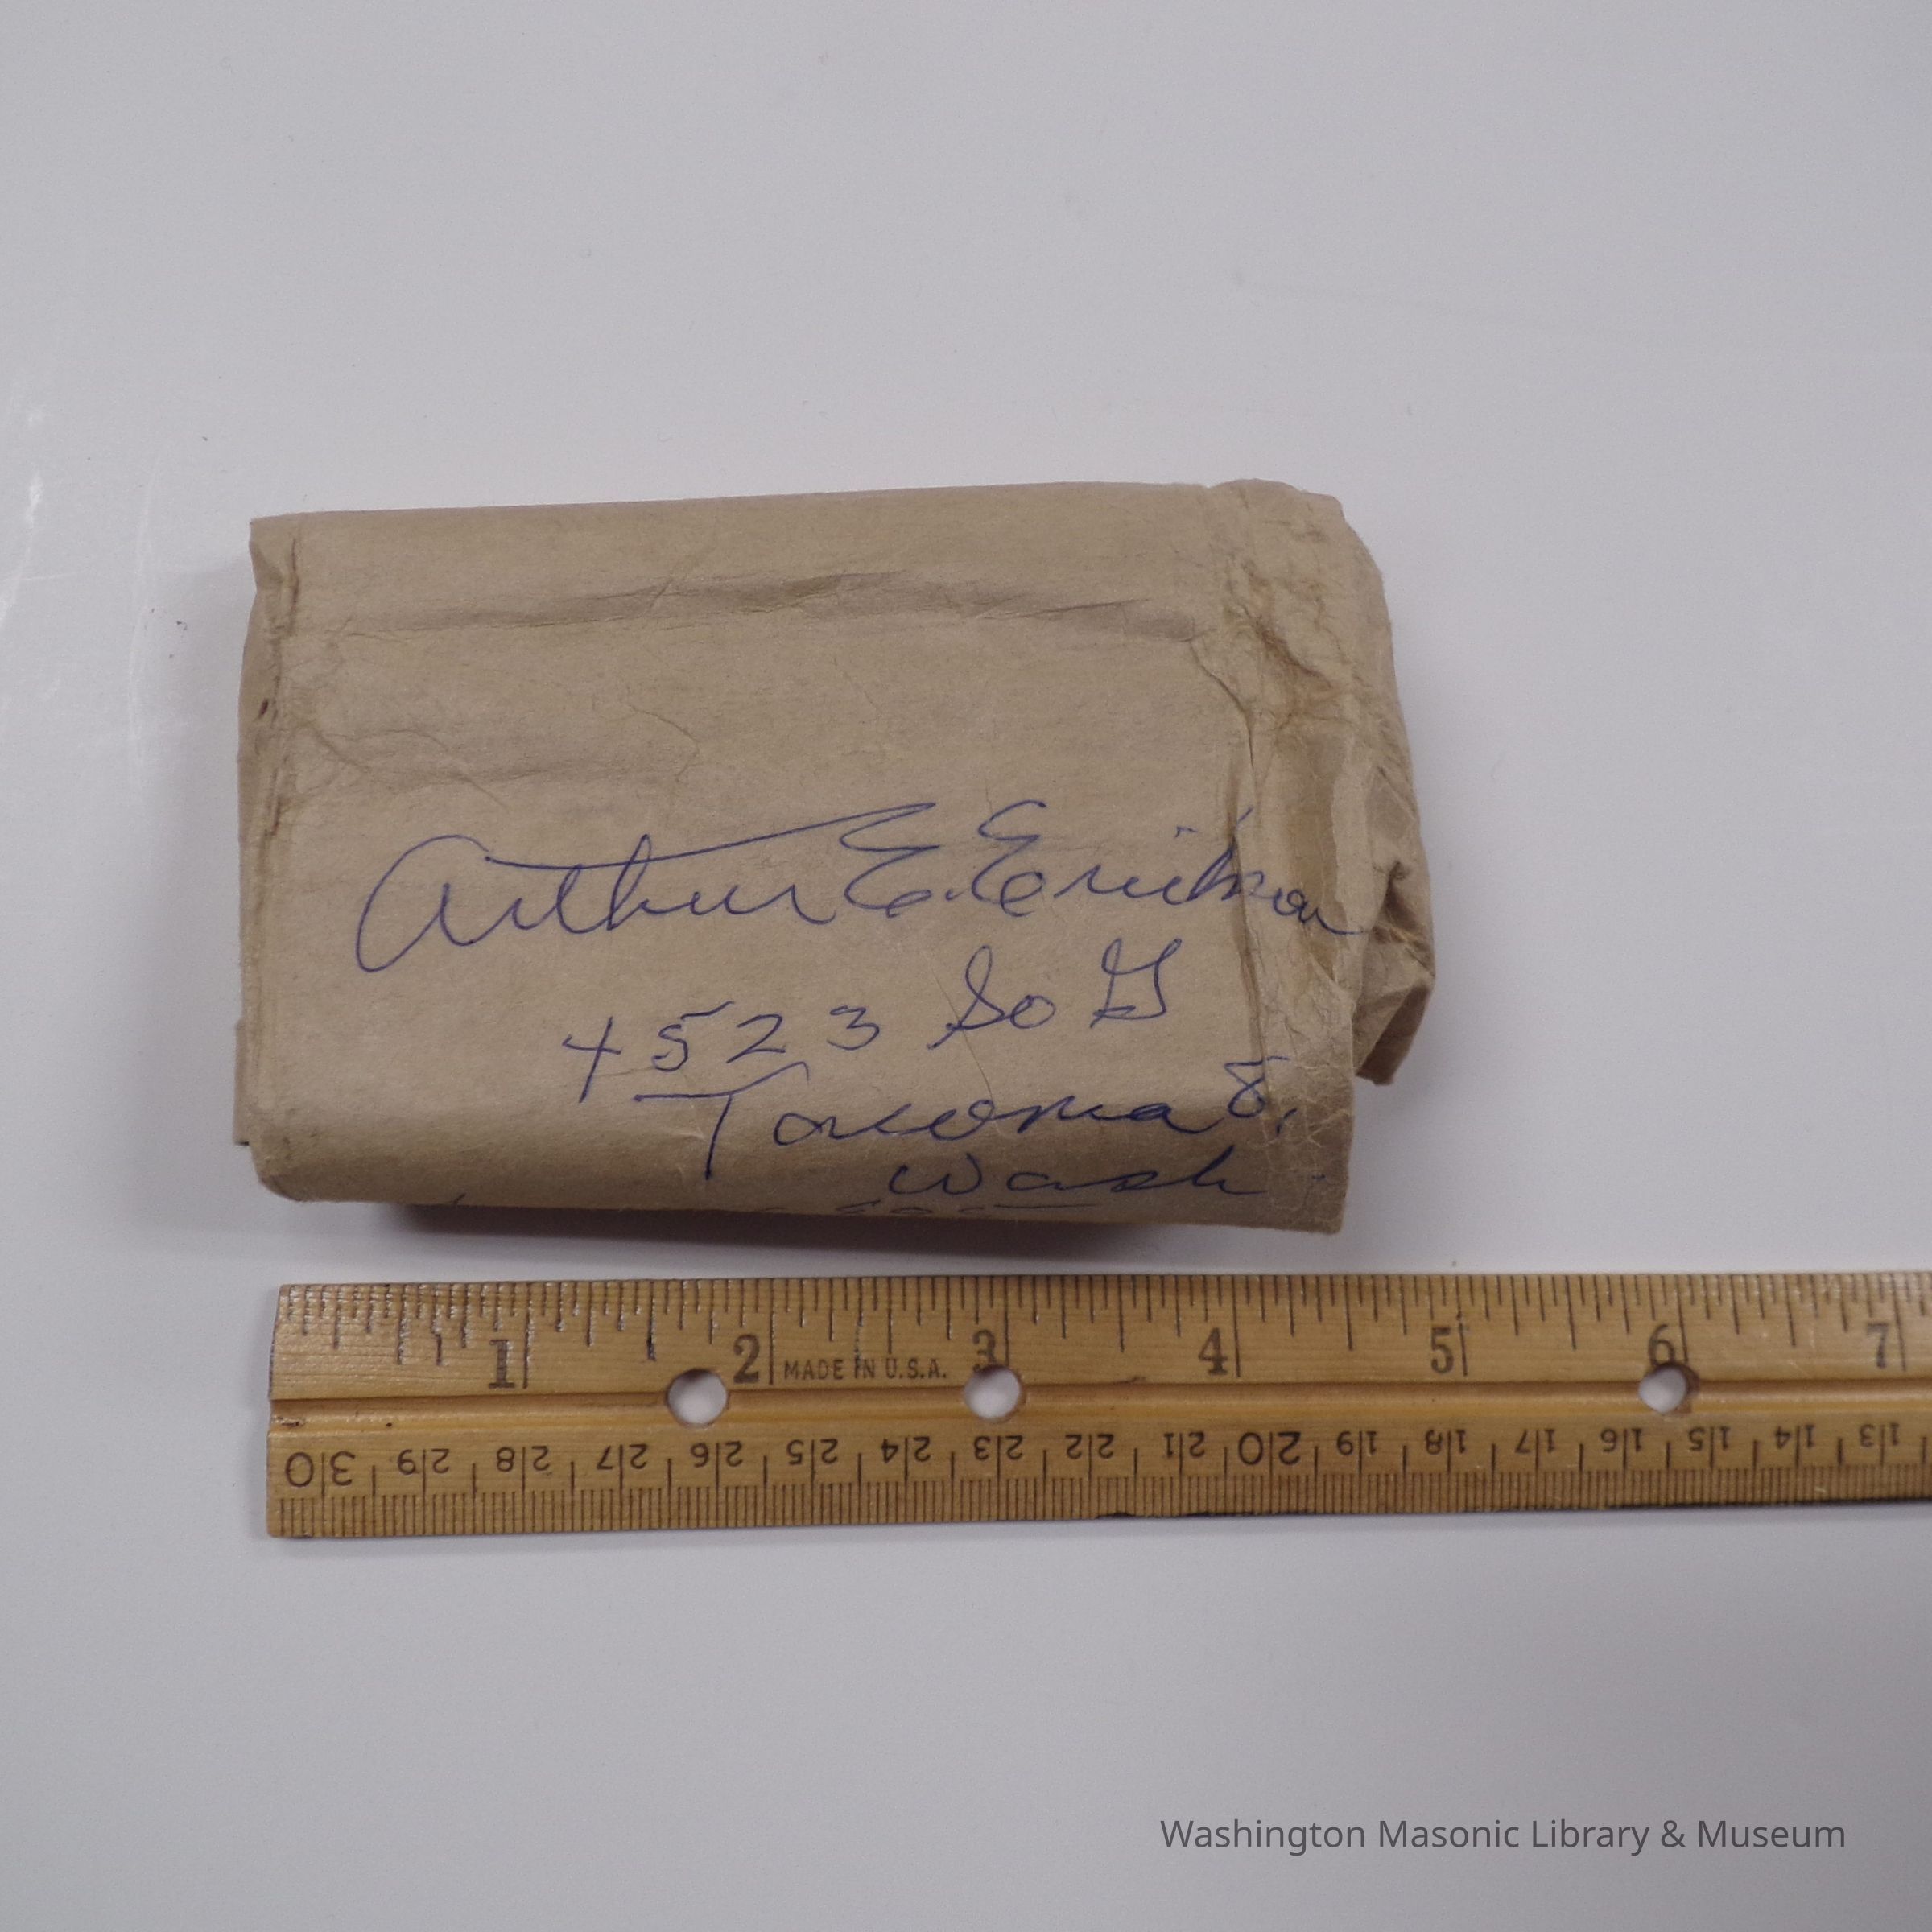 Arthur E. Erickson
4523 So G
Tacoma 8,
Wash
1 2 3 4 5 6 7
MADE IN U.S.A.
30 29 28 27 26 25 24 23 22 21 20 19 18 17 16 15 14 13
Washington Masonic Library & Museum